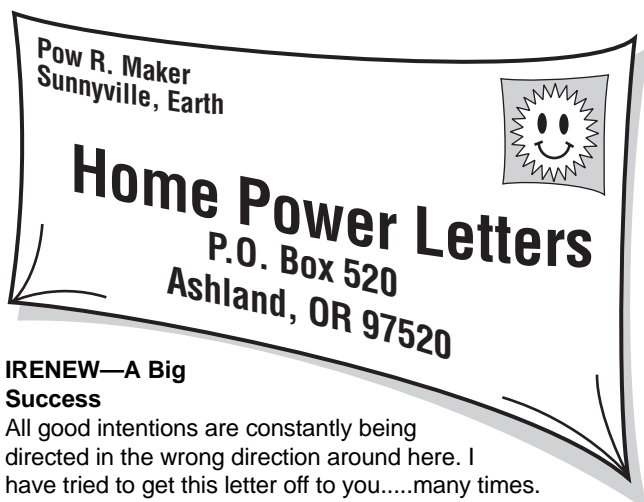 Pow R. Maker
Sunnyville, Earth
Home Power Letters
P.O. Box 520
Ashland, OR 97520
IRENEW—A Big
Success
All good intentions are constantly being
directed in the wrong direction around here. I
have tried to get this letter off to you.....many times.